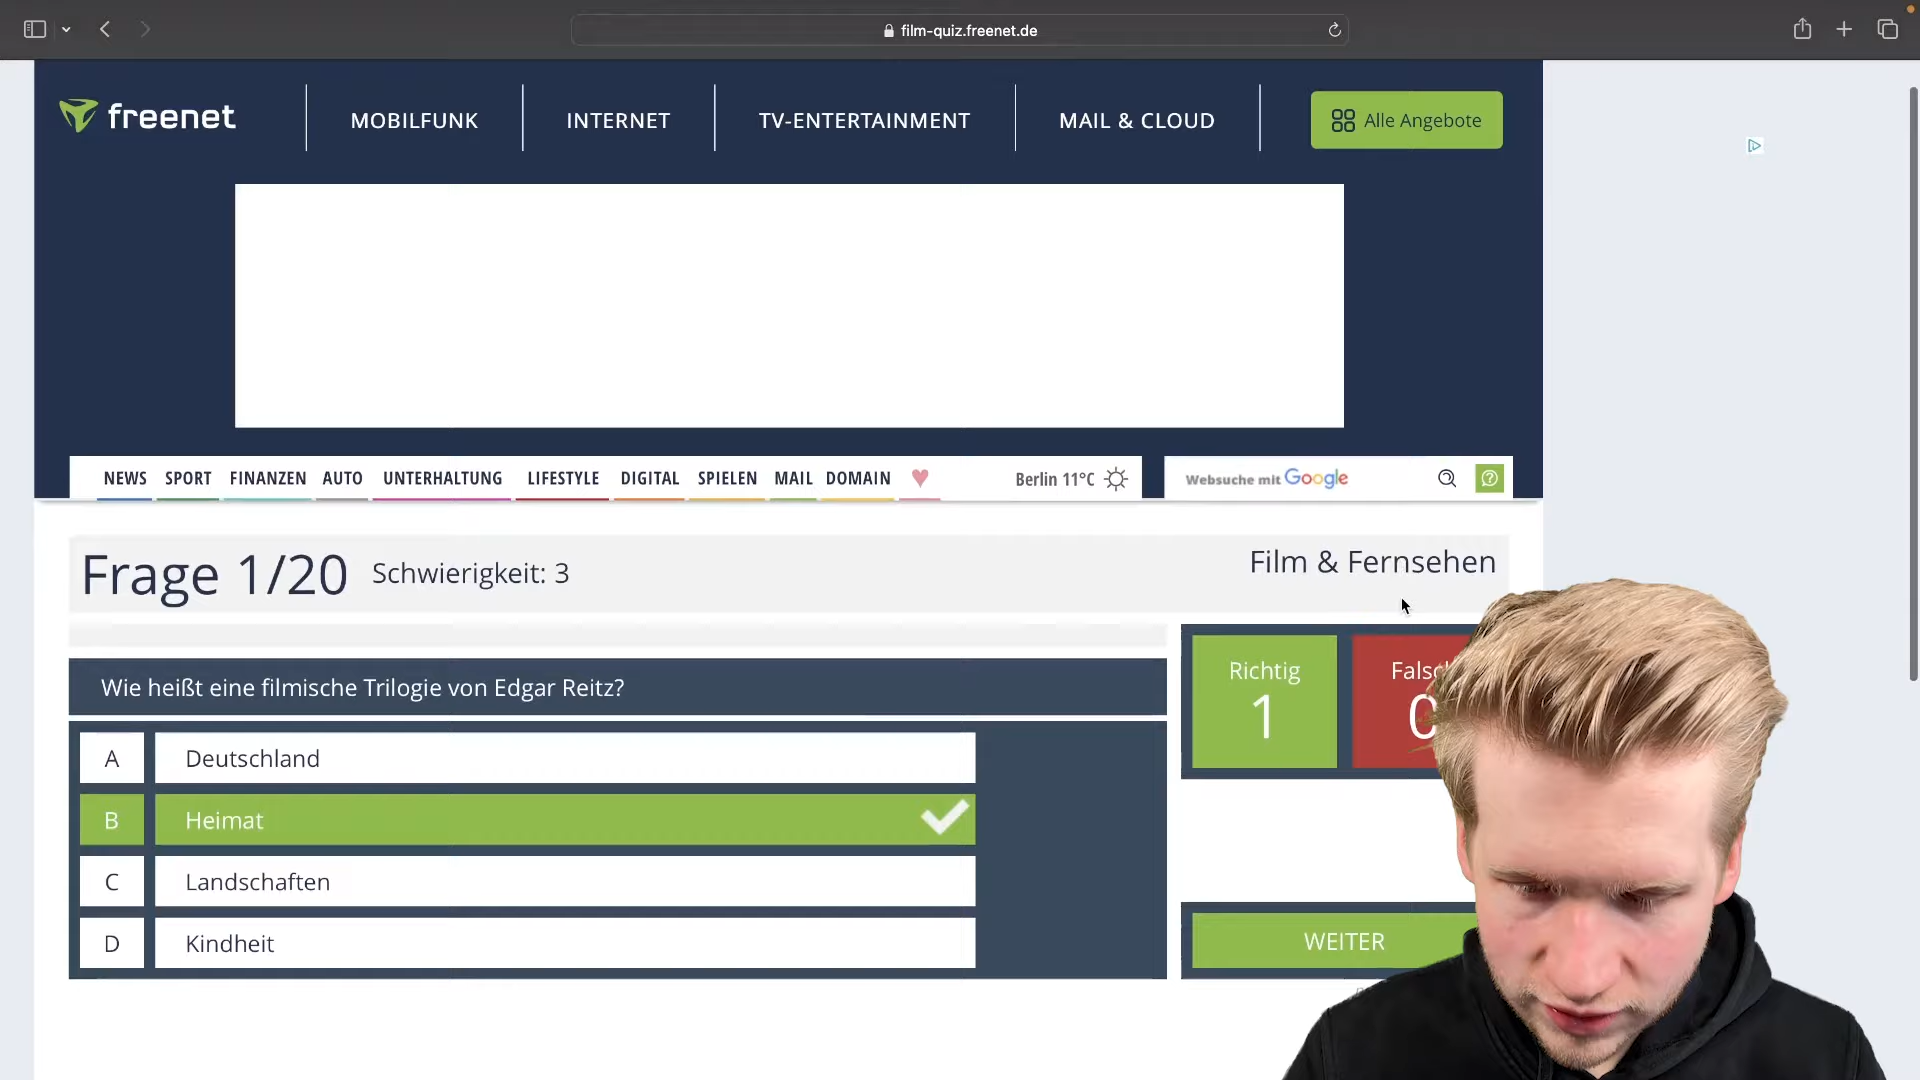 film-quiz.freenet.de
freenet
MOBILFUNK
INTERNET
TV-ENTERTAINMENT
MAIL & CLOUD
Alle Angebote
NEWS SPORT FINANZEN AUTO UNTERHALTUNG LIFESTYLE DIGITAL SPIELEN MAIL DOMAIN
Berlin 11°C
Websuche mit Google
Frage 1/20 Schwierigkeit: 3
Film & Fernsehen
Wie heißt eine filmische Trilogie von Edgar Reitz?
A Deutschland
B Heimat
C Landschaften
D Kindheit
Richtig
1
0
WEITER